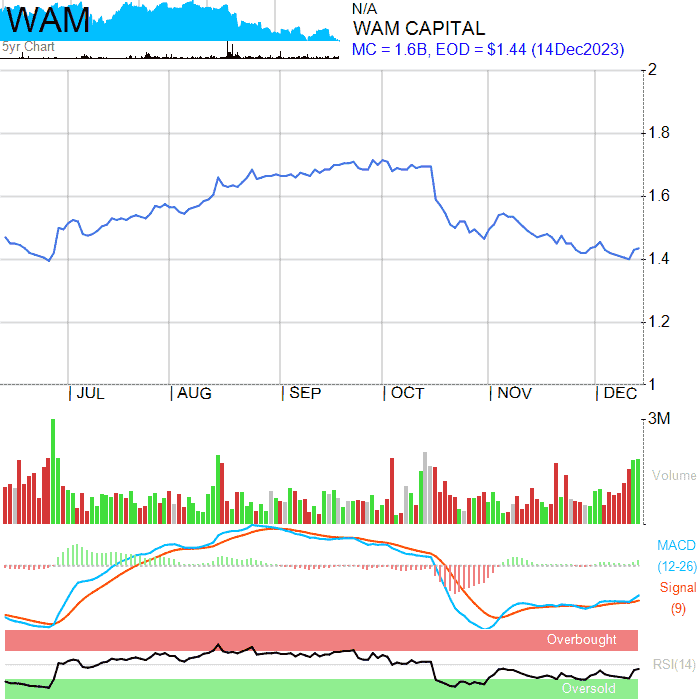 WAM
5yr Chart
N/A
WAM CAPITAL
MC = 1.6B, EOD = $1.44 (14Dec2023)
2
1.8
1.6
1.4
1.2
1
JUL AUG SEP OCT NOV DEC
3M
Volume
MACD
(12-26)
Signal
(9)
Overbought
RSI(14)
Oversold